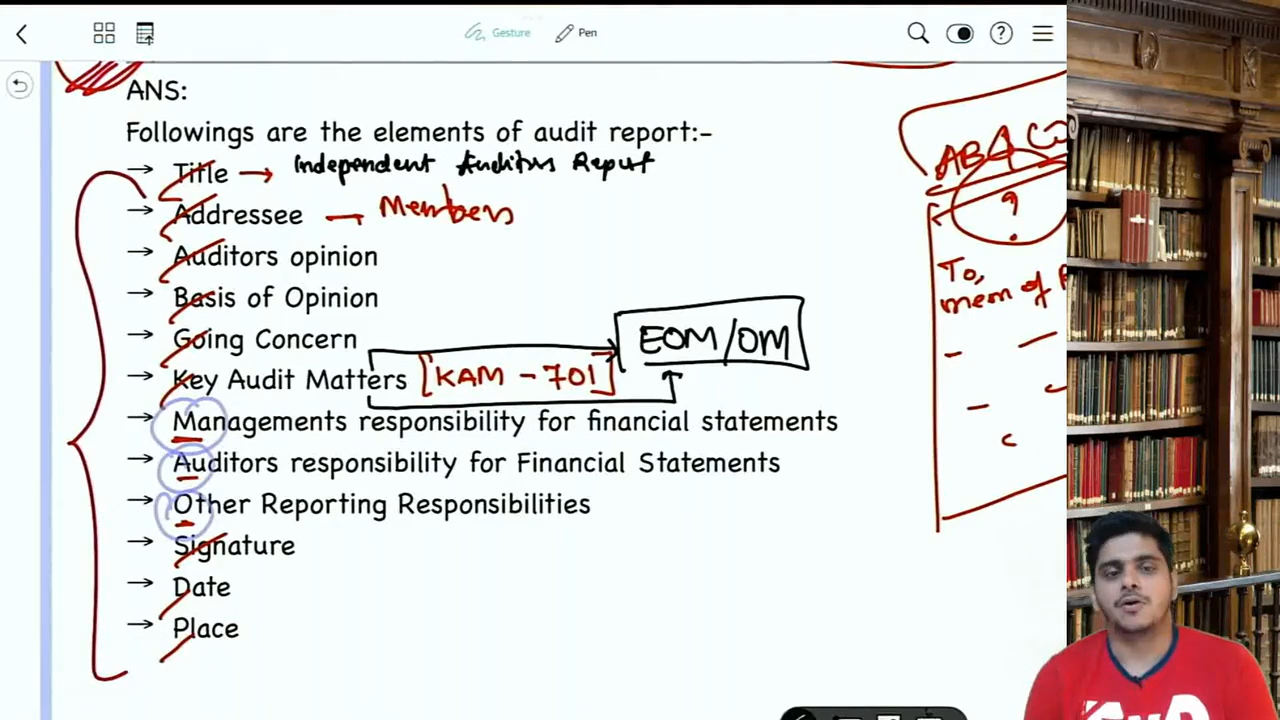 Gesture Pen
ANS:
Followings are the elements of audit report:-
→ Title → Independent Auditors Report
→ Addressee — Members
→ Auditors opinion
→ Basis of Opinion
→ Going Concern
EOM/OM
→ Key Audit Matters [KAM - 701]
→ Managements responsibility for financial statements
→ Auditors responsibility for Financial Statements
→ Other Reporting Responsibilities
→ Signature
→ Date
→ Place
?
To,
mem of